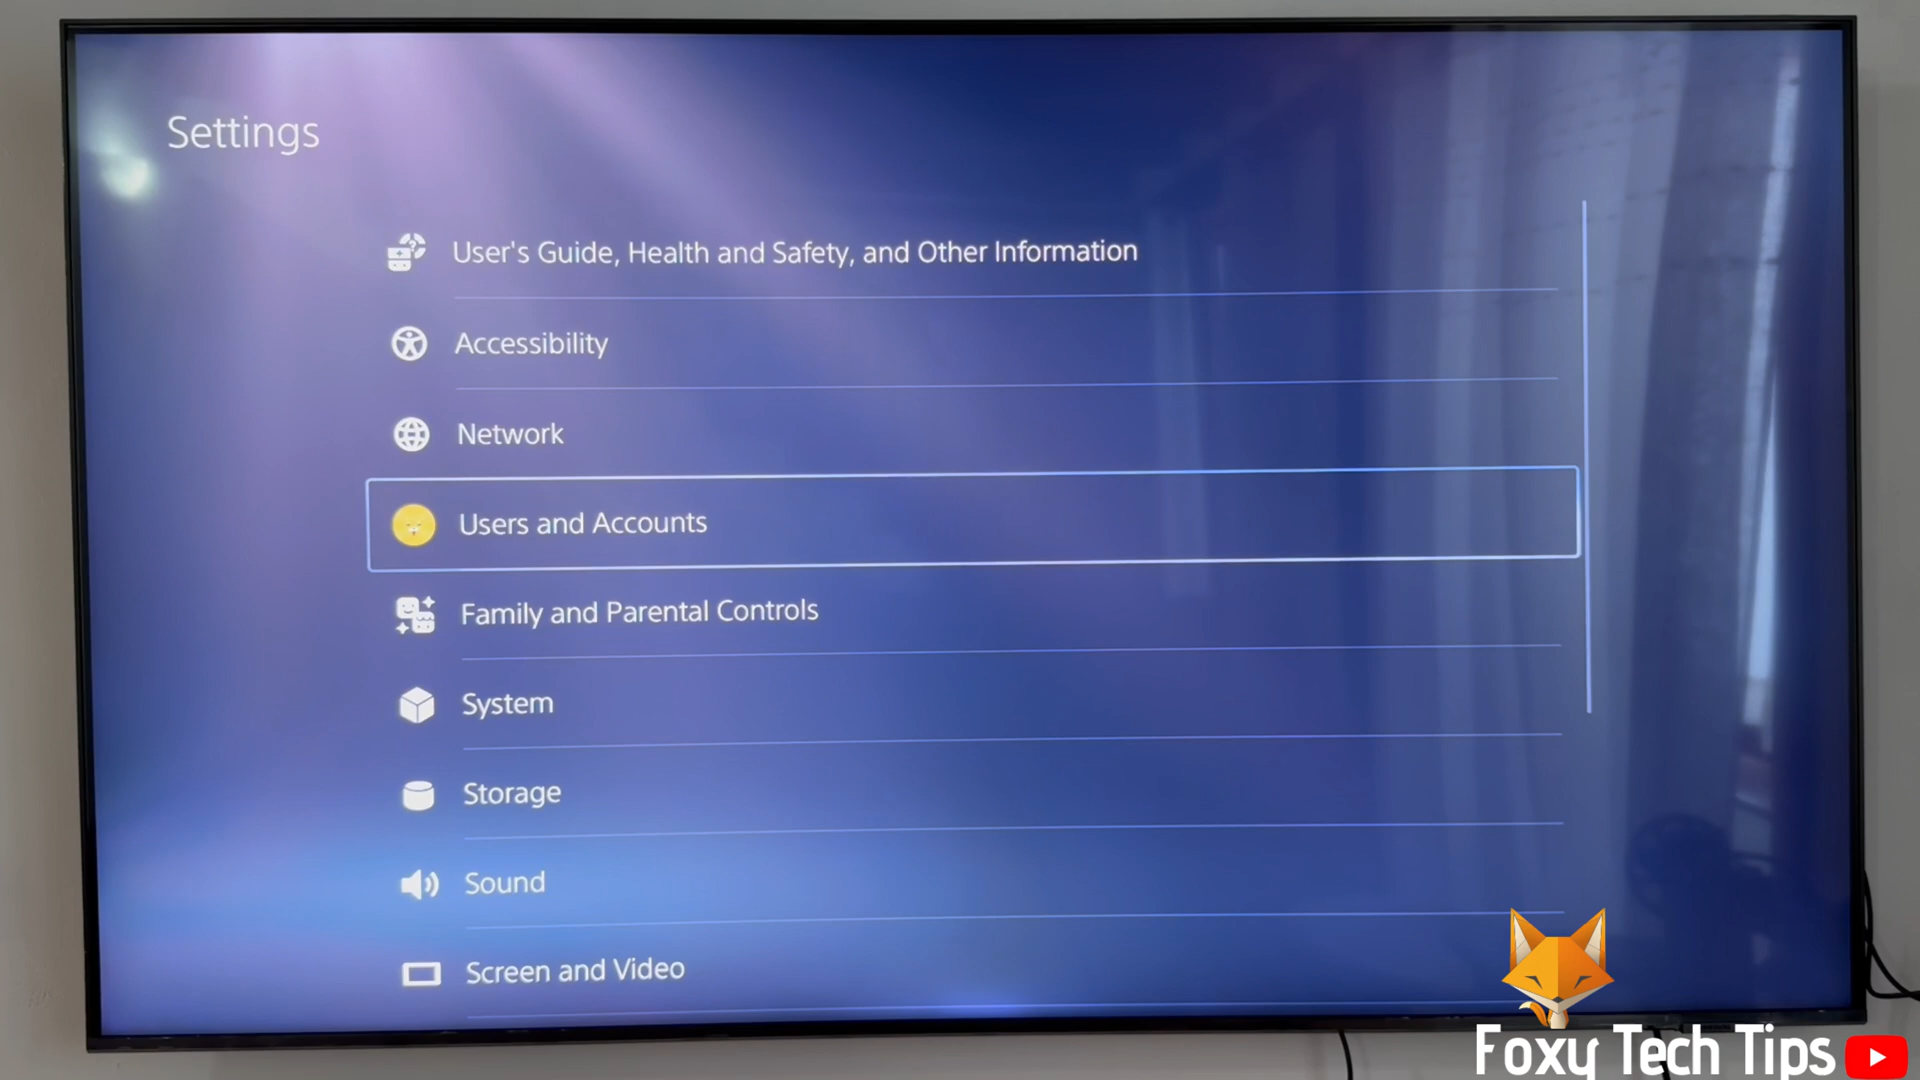 Settings
User's Guide, Health and Safety, and Other Information
Accessibility
Network
Users and Accounts
Family and Parental Controls
System
Storage
Sound
Screen and Video
Foxy Tech Tips